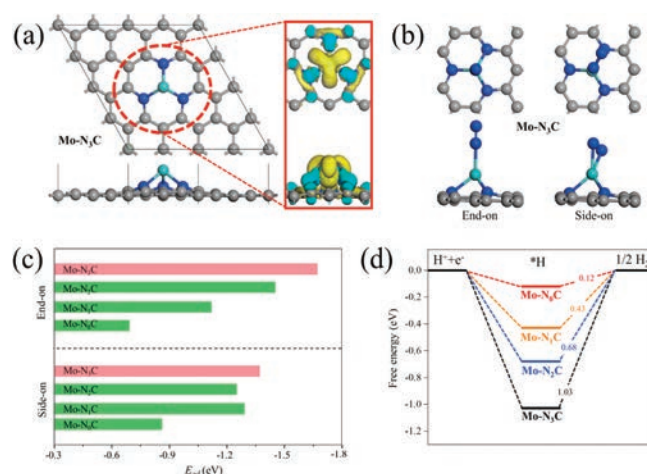 (a)
Mo-N₃C
(b)
Mo-N₃C
End-on
Side-on
(c)
End-on
Mo-N₃C
Mo-N₂C
Mo-N₁C
Mo-N₀C
Side-on
Mo-N₃C
Mo-N₂C
Mo-N₁C
Mo-N₀C
-0.3 -0.6 -0.9 -1.2 -1.5 -1.8
(eV)
(d)
H⁺+e⁻ *H 1/2 H₂
Free energy (eV)
0.0
-0.2
-0.4
-0.6
-0.8
-1.0
-1.2
0.12
Mo-N₀C
0.43
Mo-N₁C
0.68
Mo-N₂C
1.03
Mo-N₃C